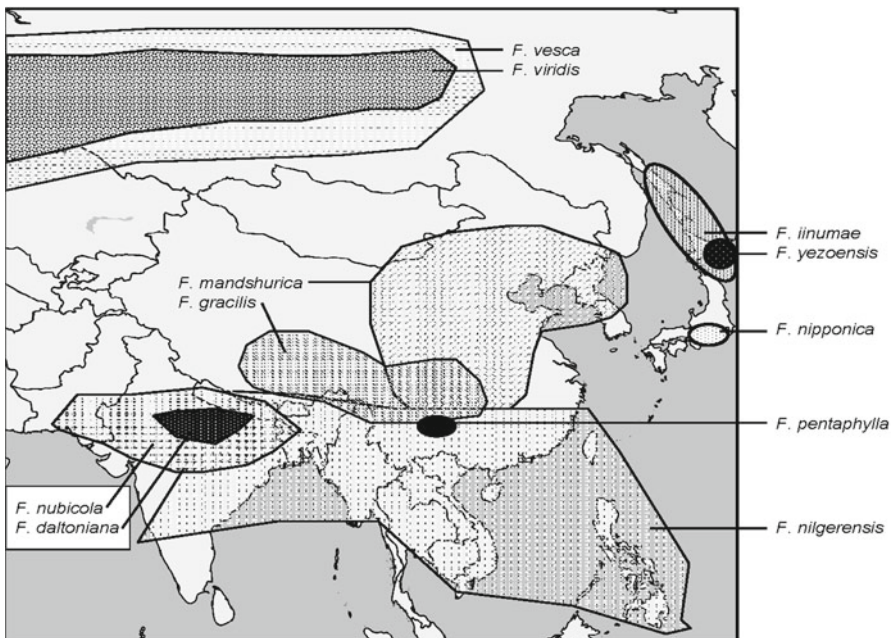 F. vesca
F. viridis
F. iinumae
F. yezoensis
F. mandshurica
F. gracilis
F. nipponica
F. pentaphylla
F. nubicola
F. daltoniana
F. nilgerensis